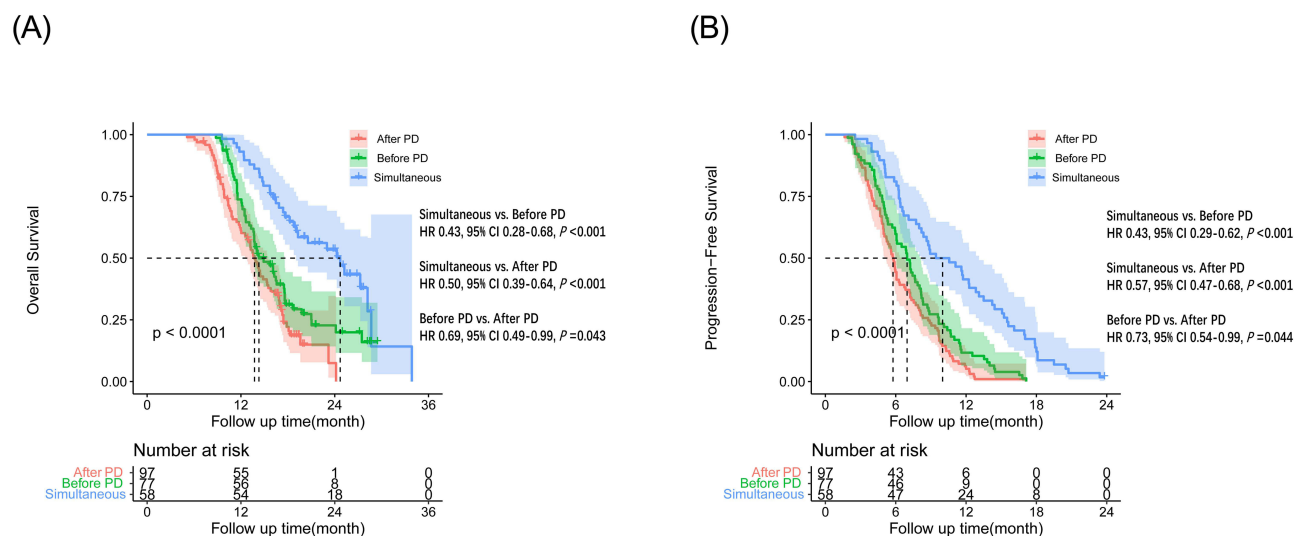 (A)
Overall Survival
1.00
0.75
0.50
0.25
0.00
After PD
Before PD
Simultaneous
Simultaneous vs. Before PD
HR 0.43, 95% CI 0.28-0.68, P <0.001
Simultaneous vs. After PD
HR 0.50, 95% CI 0.39-0.64, P <0.001
Before PD vs. After PD
HR 0.69, 95% CI 0.49-0.99, P =0.043
p < 0.0001
0 12 24 36
Follow up time(month)
Number at risk
After PD 97 55 1 0
Before PD 77 56 8 0
Simultaneous 58 54 18 0
0 12 24 36
Follow up time(month)
(B)
Progression-Free Survival
1.00
0.75
0.50
0.25
0.00
After PD
Before PD
Simultaneous
Simultaneous vs. Before PD
HR 0.43, 95% CI 0.29-0.62, P <0.001
Simultaneous vs. After PD
HR 0.57, 95% CI 0.47-0.68, P <0.001
Before PD vs. After PD
HR 0.73, 95% CI 0.54-0.99, P =0.044
p < 0.0001
0 6 12 18 24
Follow up time(month)
Number at risk
After PD 97 43 6 0 0
Before PD 77 46 9 0 0
Simultaneous 58 47 24 8 0
0 6 12 18 24
Follow up time(month)